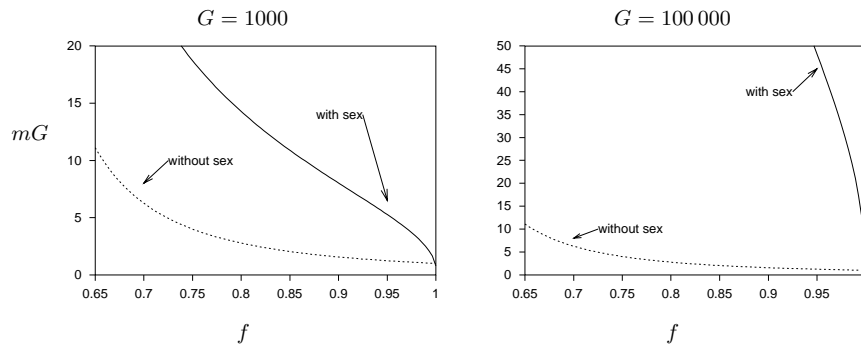 G = 1000
20
15
10
5
0
0.65 0.7 0.75 0.8 0.85 0.9 0.95 1
with sex
without sex
mG
f
G = 100 000
50
45
40
35
30
25
20
15
10
5
0
0.65 0.7 0.75 0.8 0.85 0.9 0.95
with sex
without sex
f